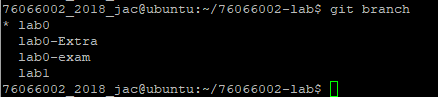 76066002_2018_jac@ubuntu:~/76066002-lab$ git branch
* lab0
lab0-Extra
lab0-exam
lab1
76066002_2018_jac@ubuntu:~/76066002-lab$